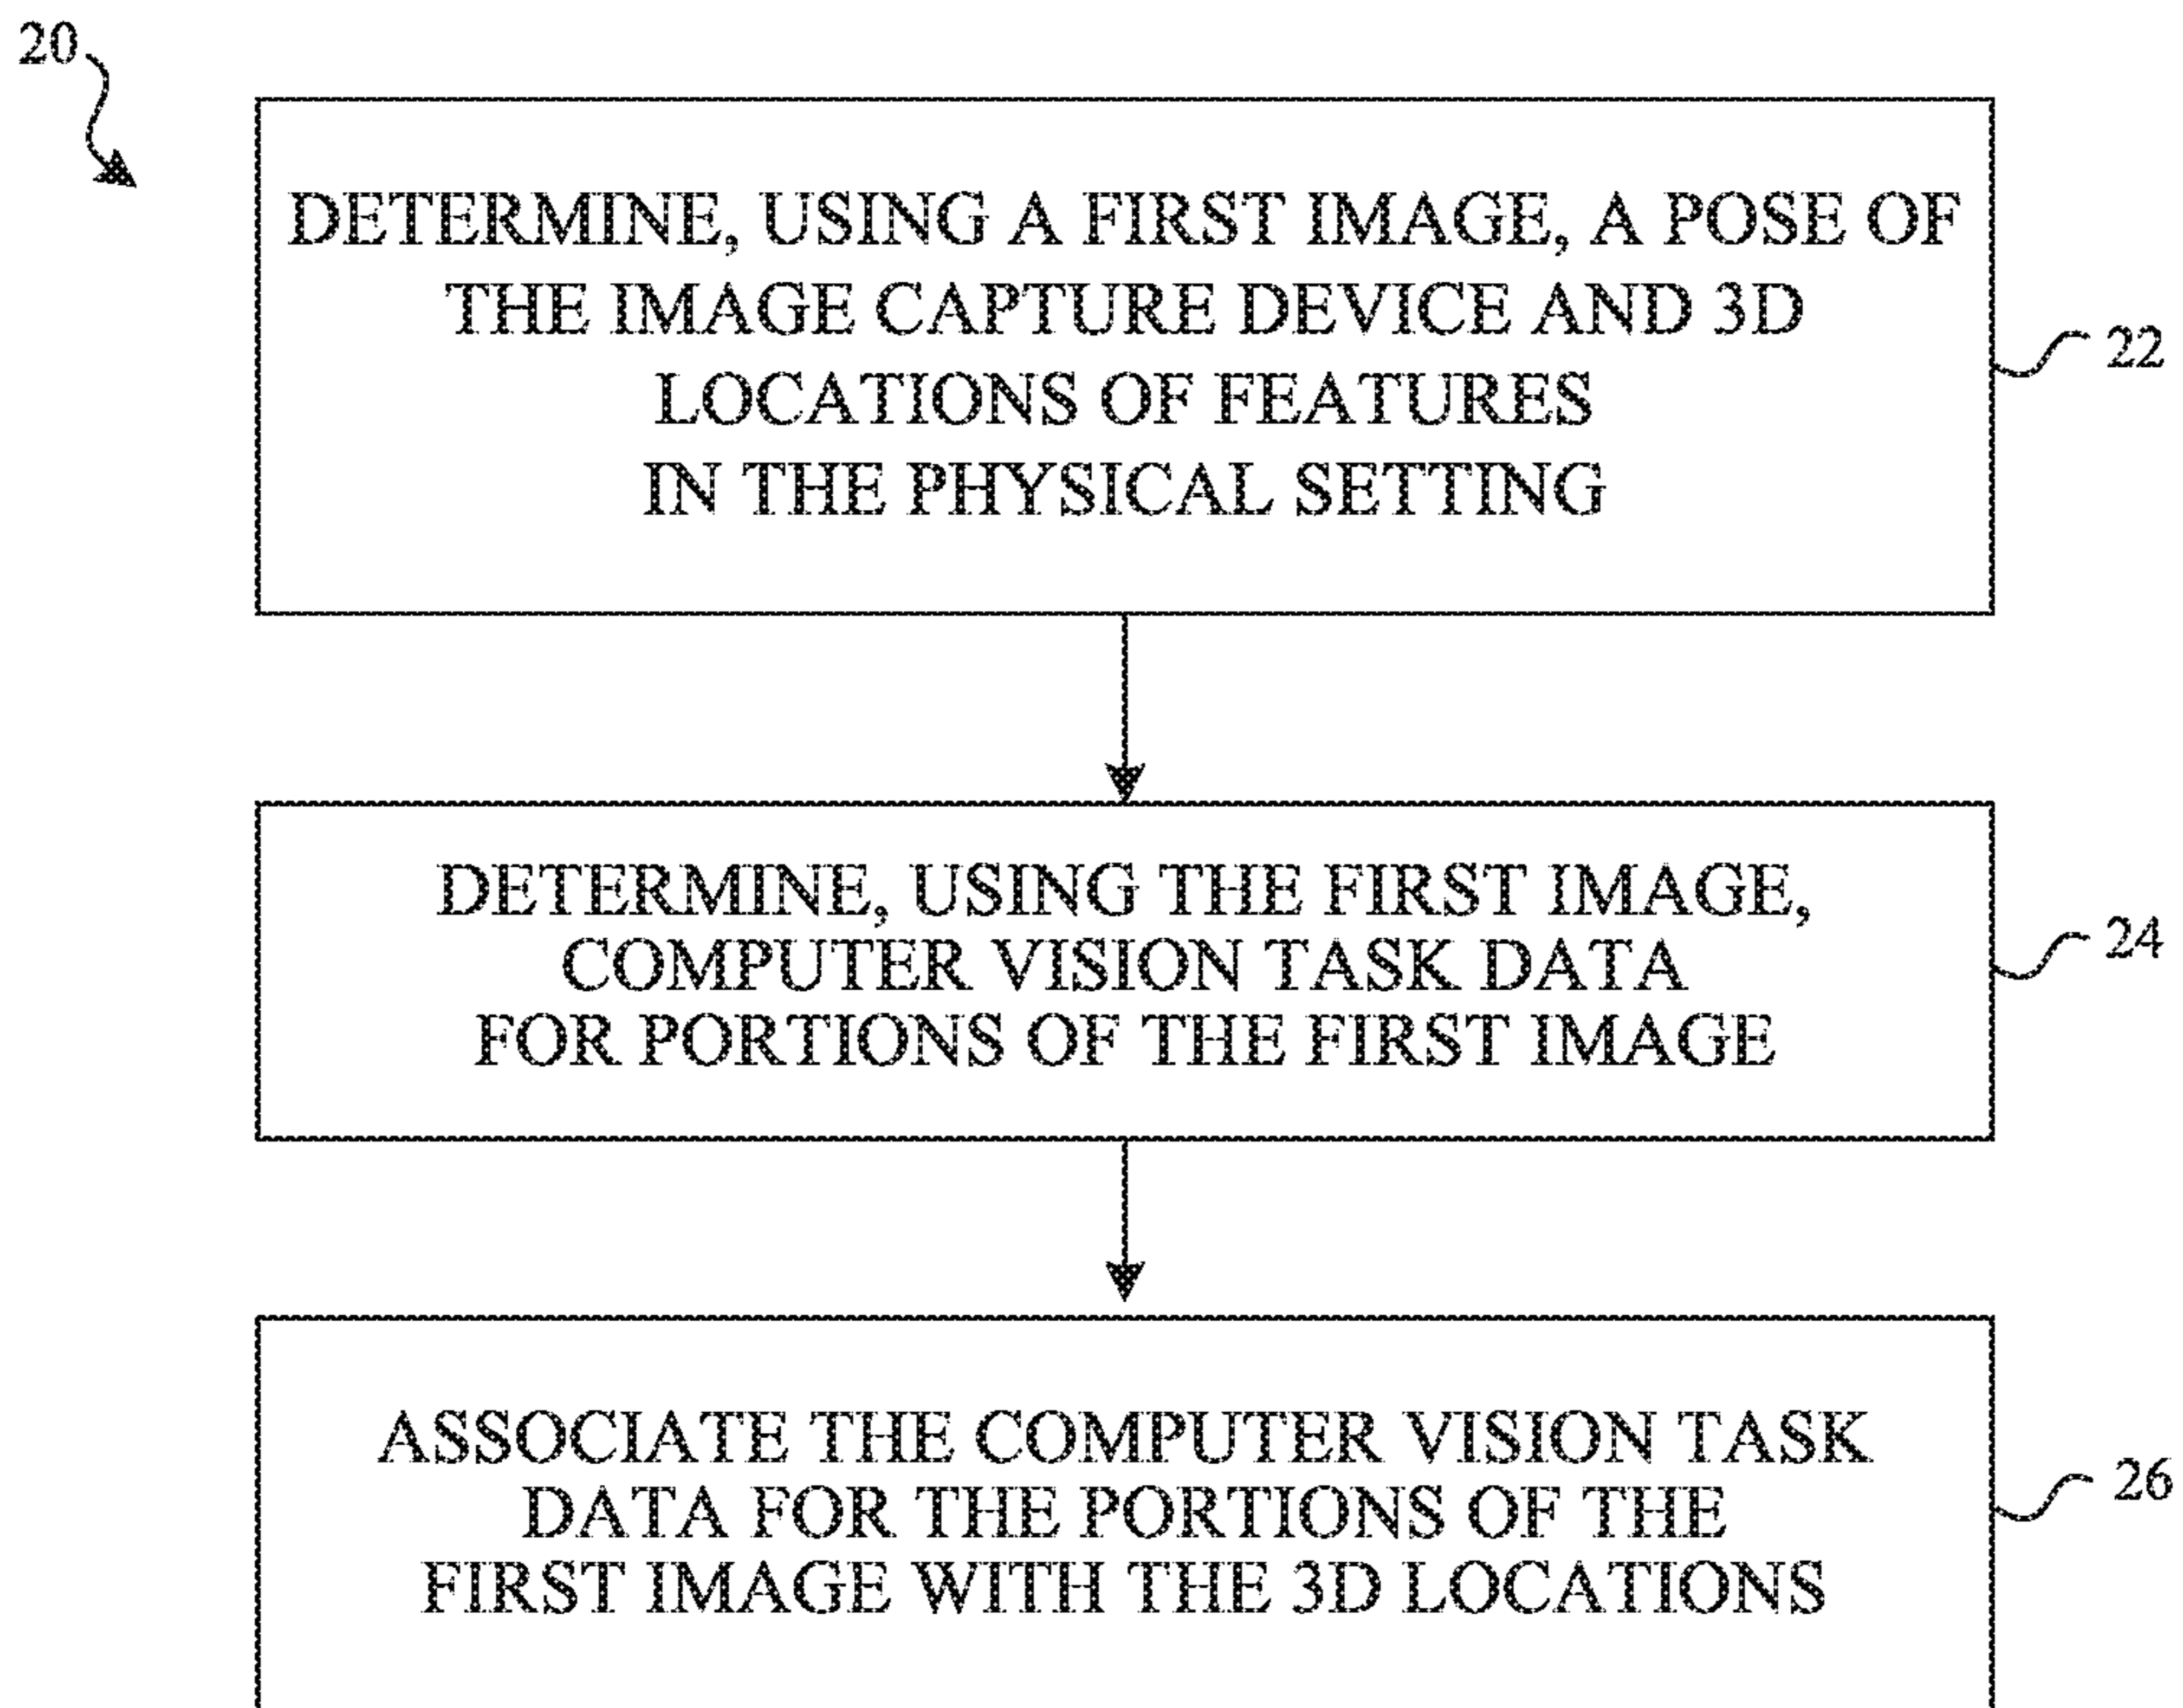 20
DETERMINE, USING A FIRST IMAGE, A POSE OF
THE IMAGE CAPTURE DEVICE AND 3D
LOCATIONS OF FEATURES
IN THE PHYSICAL SETTING
22
DETERMINE, USING THE FIRST IMAGE,
COMPUTER VISION TASK DATA
FOR PORTIONS OF THE FIRST IMAGE
24
ASSOCIATE THE COMPUTER VISION TASK
DATA FOR THE PORTIONS OF THE
FIRST IMAGE WITH THE 3D LOCATIONS
26